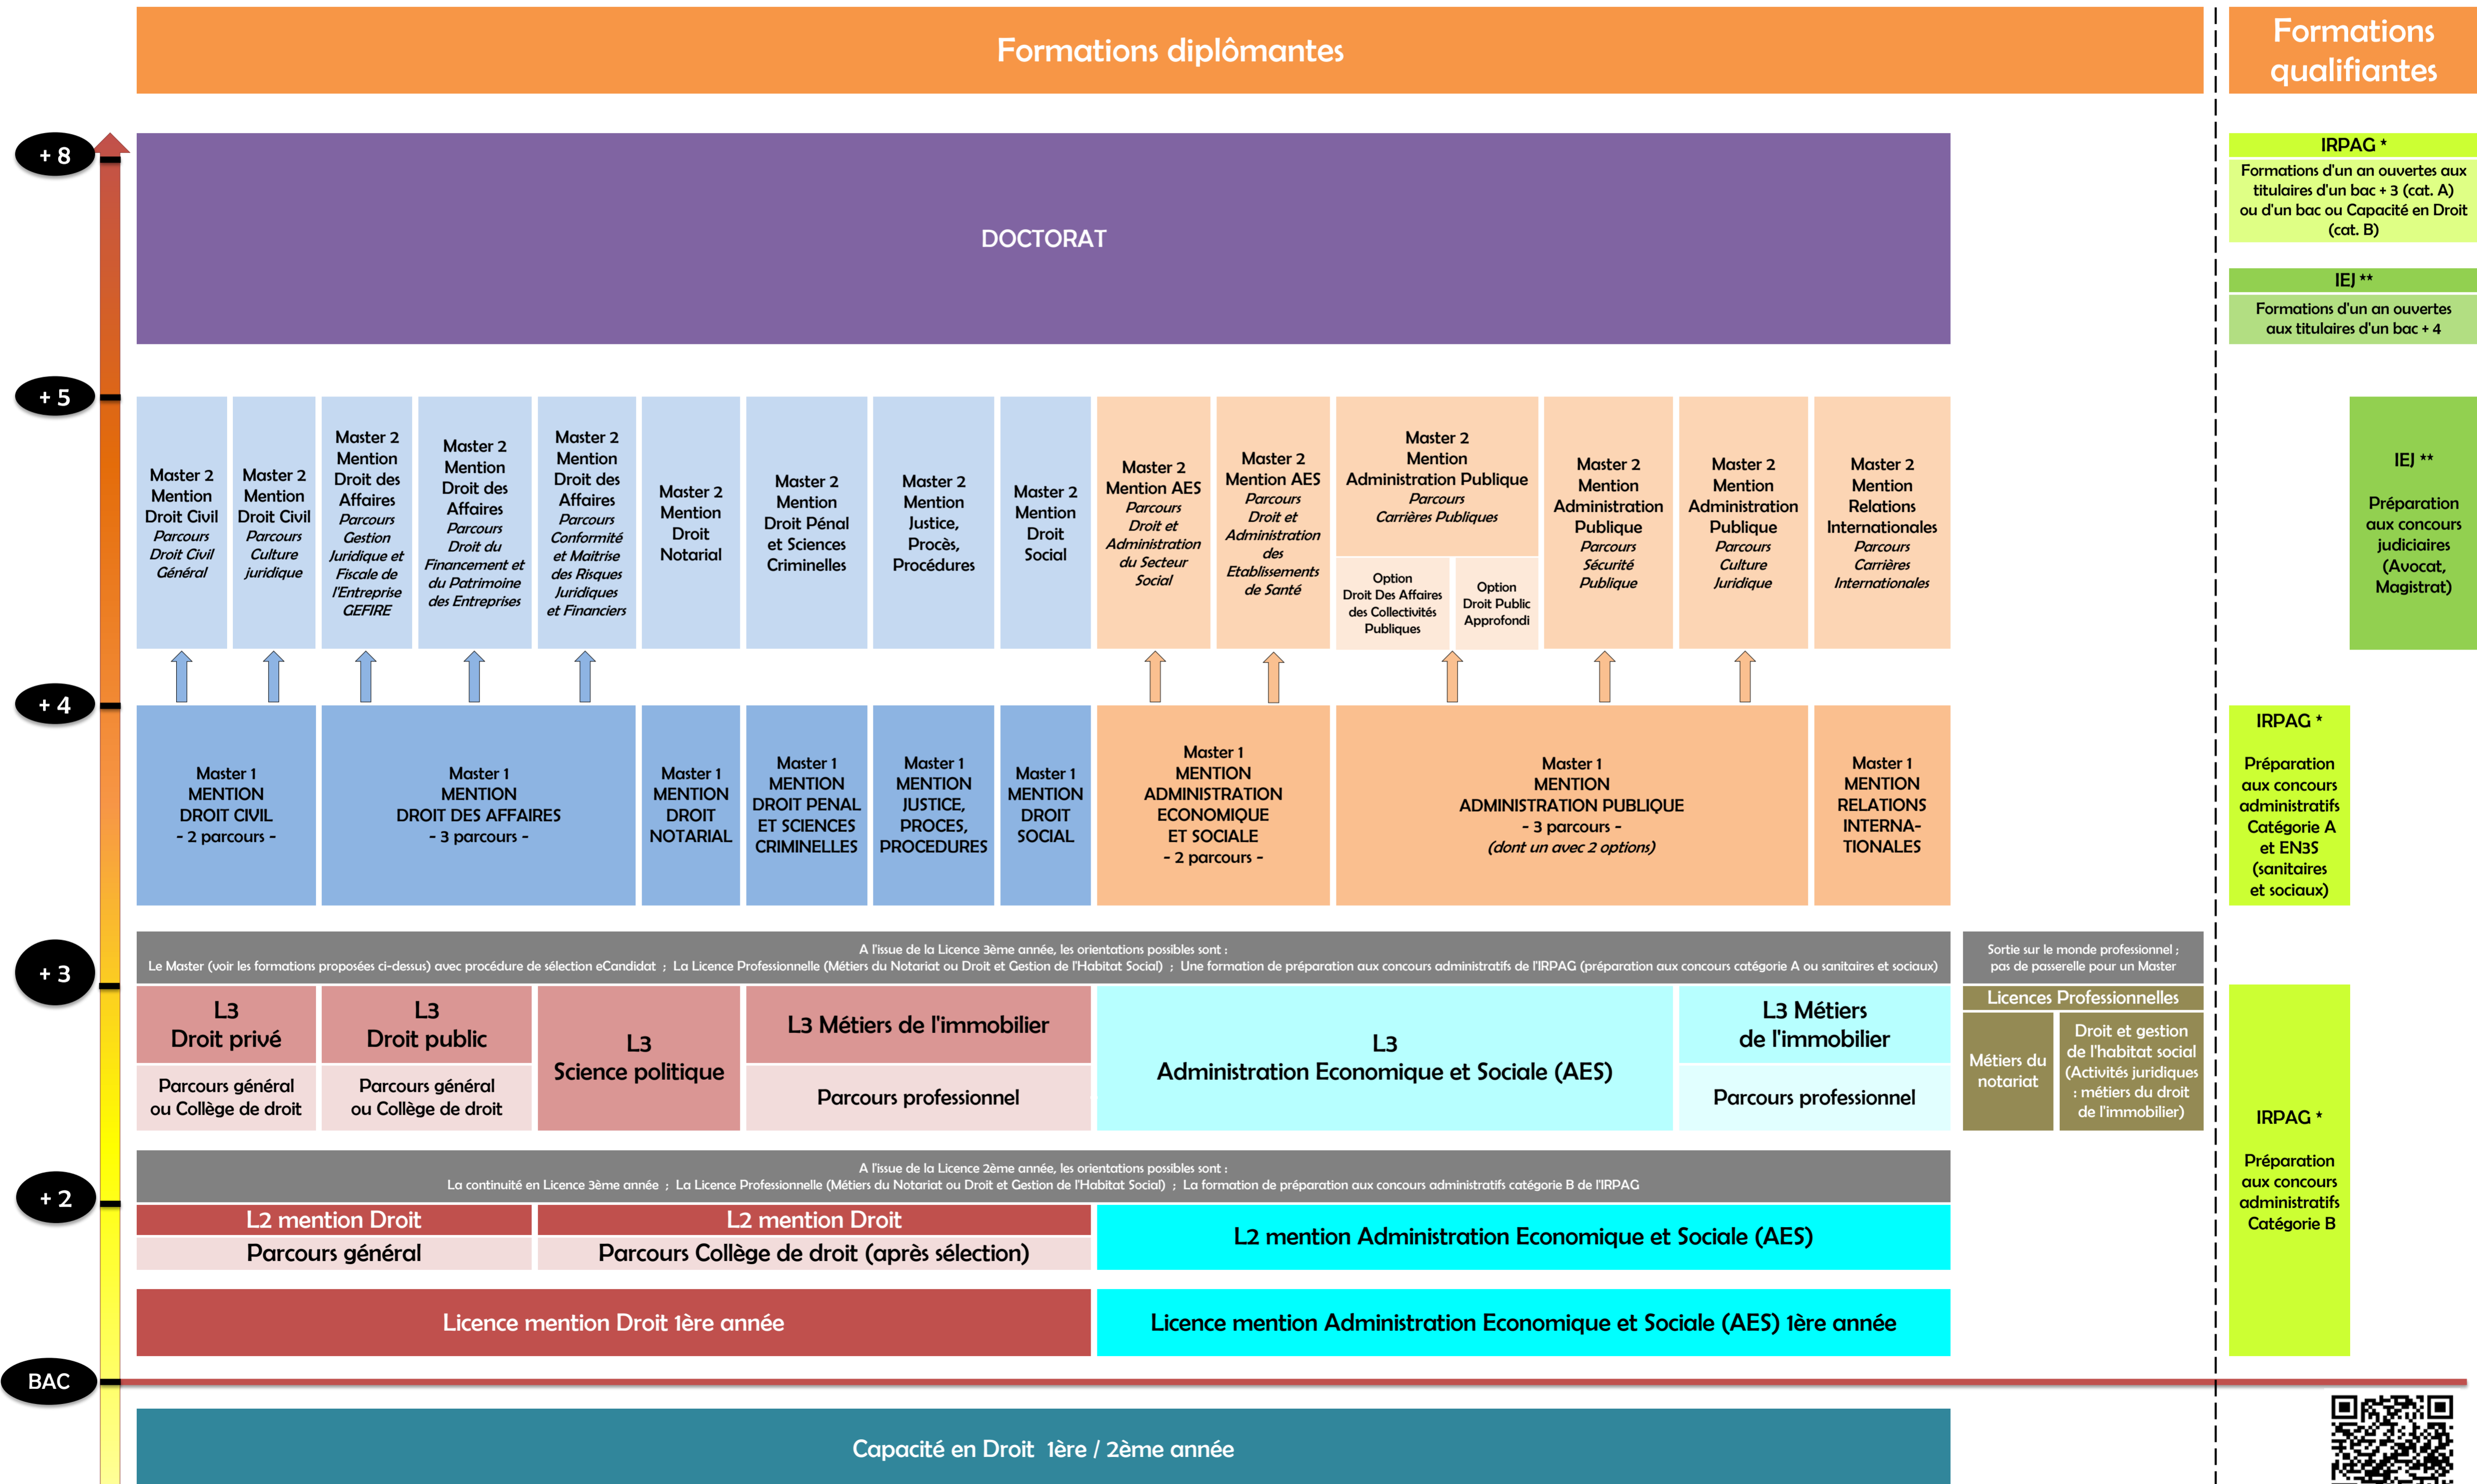 Formations diplômantes
Formations
qualifiantes
+ 8
DOCTORAT
IRPAG *
Formations d'un an ouvertes aux
titulaires d'un bac + 3 (cat. A)
ou d'un bac ou Capacité en Droit
(cat. B)
IEJ **
Formations d'un an ouvertes
aux titulaires d'un bac + 4
+ 5
Master 2
Mention
Droit Civil
Parcours
Droit Civil
Général
Master 2
Mention
Droit Civil
Parcours
Culture
juridique
Master 2
Mention
Droit des
Affaires
Parcours
Gestion
Juridique et
Fiscale de
l'Entreprise
GEFIRE
Master 2
Mention
Droit des
Affaires
Parcours
Droit du
Financement et
du Patrimoine
des Entreprises
Master 2
Mention
Droit des
Affaires
Parcours
Conformité
et Maitrise
des Risques
Juridiques
et Financiers
Master 2
Mention
Droit
Notarial
Master 2
Mention
Droit Pénal
et Sciences
Criminelles
Master 2
Mention
Justice,
Procès,
Procédures
Master 2
Mention
Droit
Social
Master 2
Mention AES
Parcours
Droit et
Administration
du Secteur
Social
Master 2
Mention AES
Parcours
Droit et
Administration
des
Etablissements
de Santé
Master 2
Mention
Administration Publique
Parcours
Carrières Publiques
Option
Droit Des Affaires
des Collectivités
Publiques
Option
Droit Public
Approfondi
Master 2
Mention
Administration
Publique
Parcours
Sécurité
Publique
Master 2
Mention
Administration
Publique
Parcours
Culture
Juridique
Master 2
Mention
Relations
Internationales
Parcours
Carrières
Internationales
IEJ **
Préparation
aux concours
judiciaires
(Avocat,
Magistrat)
+ 4
Master 1
MENTION
DROIT CIVIL
- 2 parcours -
Master 1
MENTION
DROIT DES AFFAIRES
- 3 parcours -
Master 1
MENTION
DROIT
NOTARIAL
Master 1
MENTION
DROIT PENAL
ET SCIENCES
CRIMINELLES
Master 1
MENTION
JUSTICE,
PROCES,
PROCEDURES
Master 1
MENTION
DROIT
SOCIAL
Master 1
MENTION
ADMINISTRATION
ECONOMIQUE
ET SOCIALE
- 2 parcours -
Master 1
MENTION
ADMINISTRATION PUBLIQUE
- 3 parcours -
(dont un avec 2 options)
Master 1
MENTION
RELATIONS
INTERNA-
TIONALES
IRPAG *
Préparation
aux concours
administratifs
Catégorie A
et EN3S
(sanitaires
et sociaux)
+ 3
A l'issue de la Licence 3ème année, les orientations possibles sont :
Le Master (voir les formations proposées ci-dessus) avec procédure de sélection eCandidat ; La Licence Professionnelle (Métiers du Notariat ou Droit et Gestion de l'Habitat Social) ; Une formation de préparation aux concours administratifs de l'IRPAG (préparation aux concours catégorie A ou sanitaires et sociaux)
Sortie sur le monde professionnel ;
pas de passerelle pour un Master
L3
Droit privé
Parcours général
ou Collège de droit
L3
Droit public
Parcours général
ou Collège de droit
L3
Science politique
L3 Métiers de l'immobilier
Parcours professionnel
L3
Administration Economique et Sociale (AES)
L3 Métiers
de l'immobilier
Parcours professionnel
Licences Professionnelles
Métiers du
notariat
Droit et gestion
de l'habitat social
(Activités juridiques
: métiers du droit
de l'immobilier)
IRPAG *
Préparation
aux concours
administratifs
Catégorie B
+ 2
A l'issue de la Licence 2ème année, les orientations possibles sont :
La continuité en Licence 3ème année ; La Licence Professionnelle (Métiers du Notariat ou Droit et Gestion de l'Habitat Social) ; La formation de préparation aux concours administratifs catégorie B de l'IRPAG
L2 mention Droit
Parcours général
L2 mention Droit
Parcours Collège de droit (après sélection)
L2 mention Administration Economique et Sociale (AES)
Licence mention Droit 1ère année
Licence mention Administration Economique et Sociale (AES) 1ère année
BAC
Capacité en Droit 1ère / 2ème année